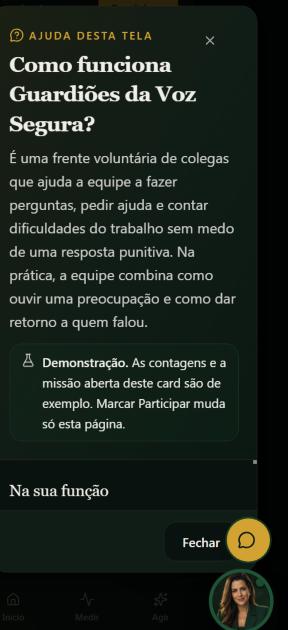 AJUDA DESTA TELA
Como funciona
Guardiões da Voz
Segura?
É uma frente voluntária de colegas
que ajuda a equipe a fazer
perguntas, pedir ajuda e contar
dificuldades do trabalho sem medo
de uma resposta punitiva. Na
prática, a equipe combina como
ouvir uma preocupação e como dar
retorno a quem falou.
Demonstração. As contagens e a
missão aberta deste card são de
exemplo. Marcar Participar muda
só esta página.
Na sua função
Fechar
Início
Medir
Agir